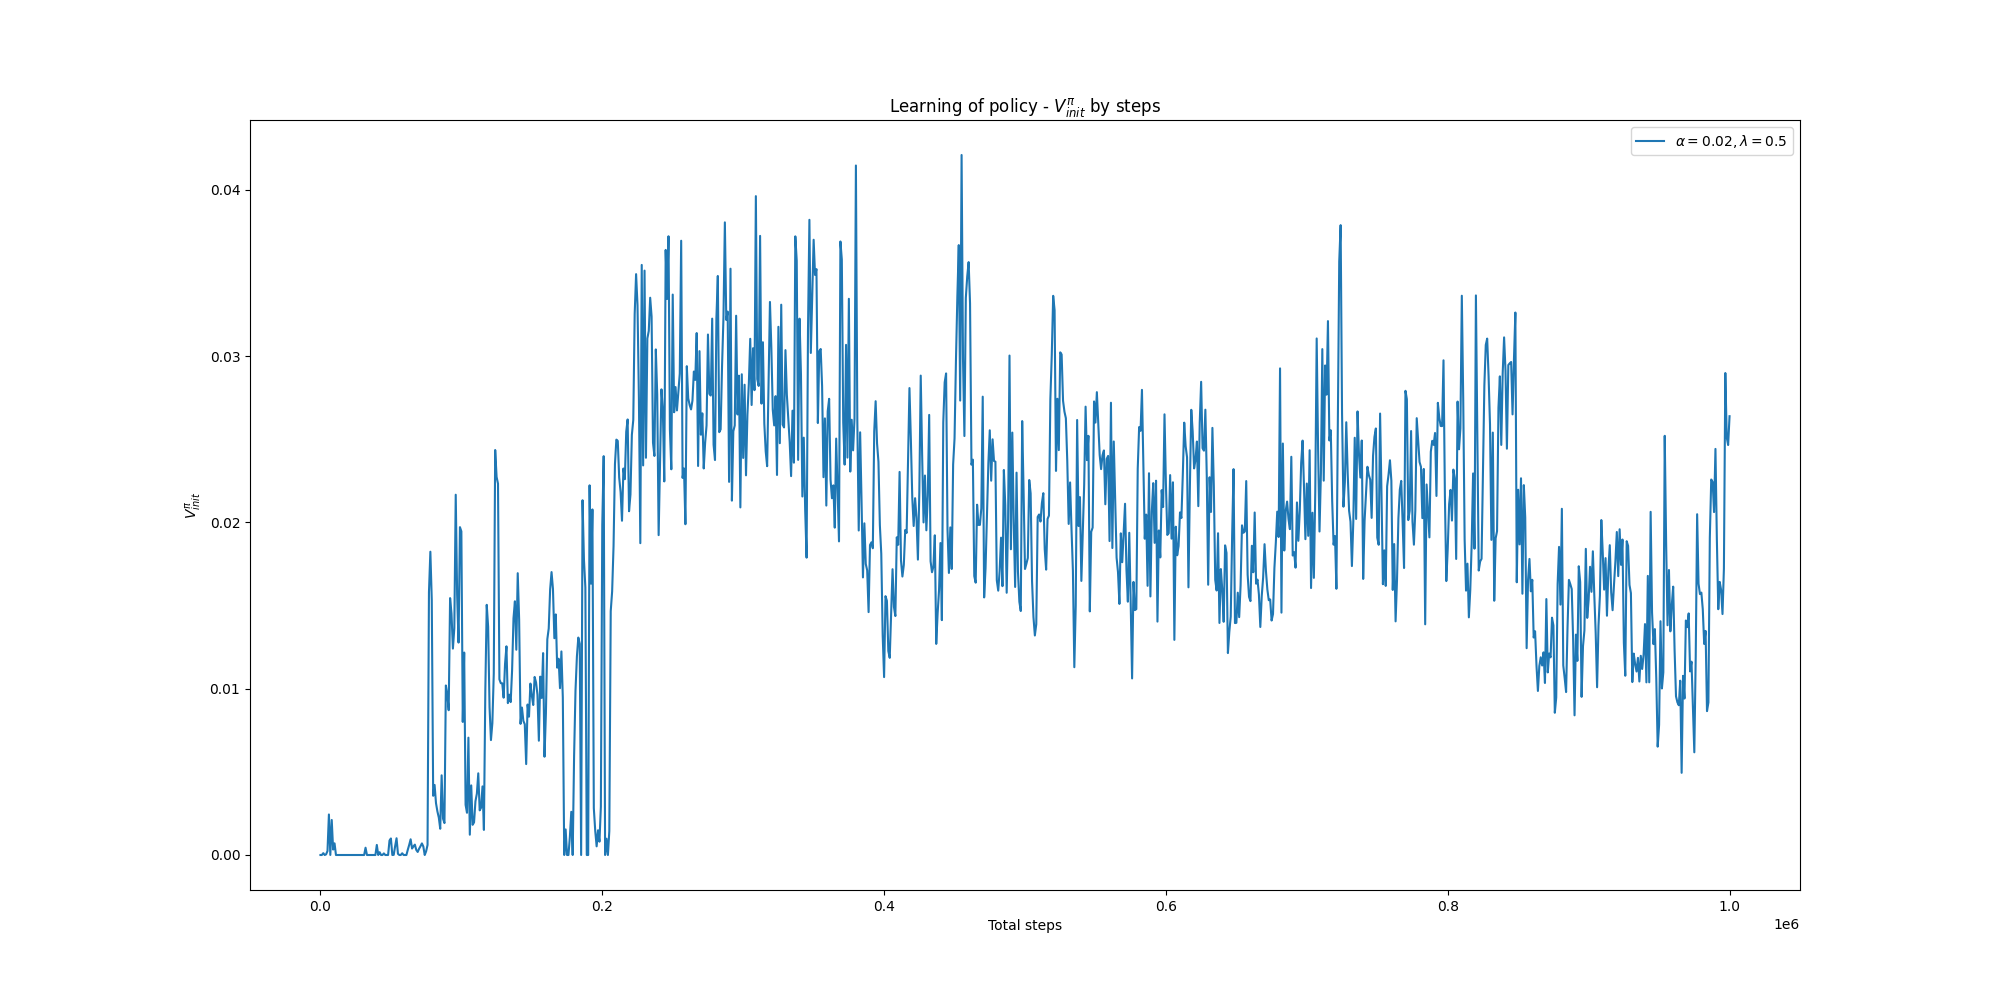 Learning of policy - $V_{init}^{\pi}$ by steps
α = 0.02, λ = 0.5
0.04
0.03
0.02
0.01
0.00
$V_{init}^{\pi}$
0.0 0.2 0.4 0.6 0.8 1.0
1e6
Total steps